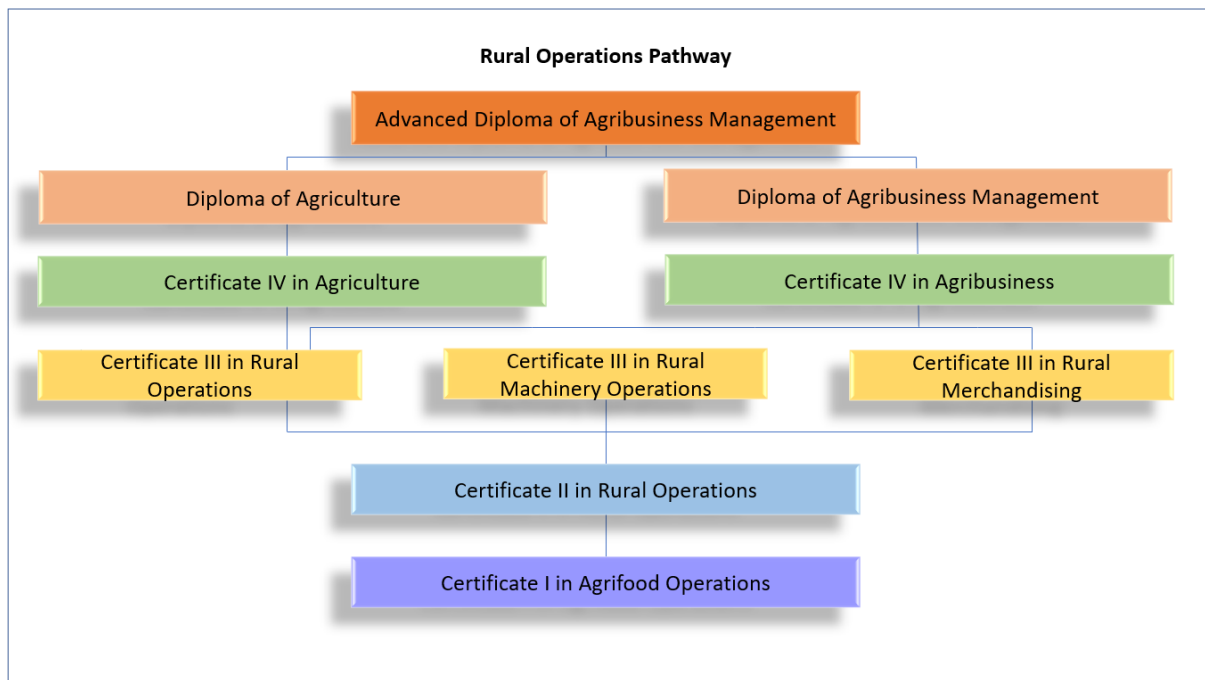 Rural Operations Pathway
Advanced Diploma of Agribusiness Management
Diploma of Agriculture
Diploma of Agribusiness Management
Certificate IV in Agriculture
Certificate IV in Agribusiness
Certificate III in Rural
Operations
Certificate III in Rural
Machinery Operations
Certificate III in Rural
Merchandising
Certificate II in Rural Operations
Certificate I in Agrifood Operations